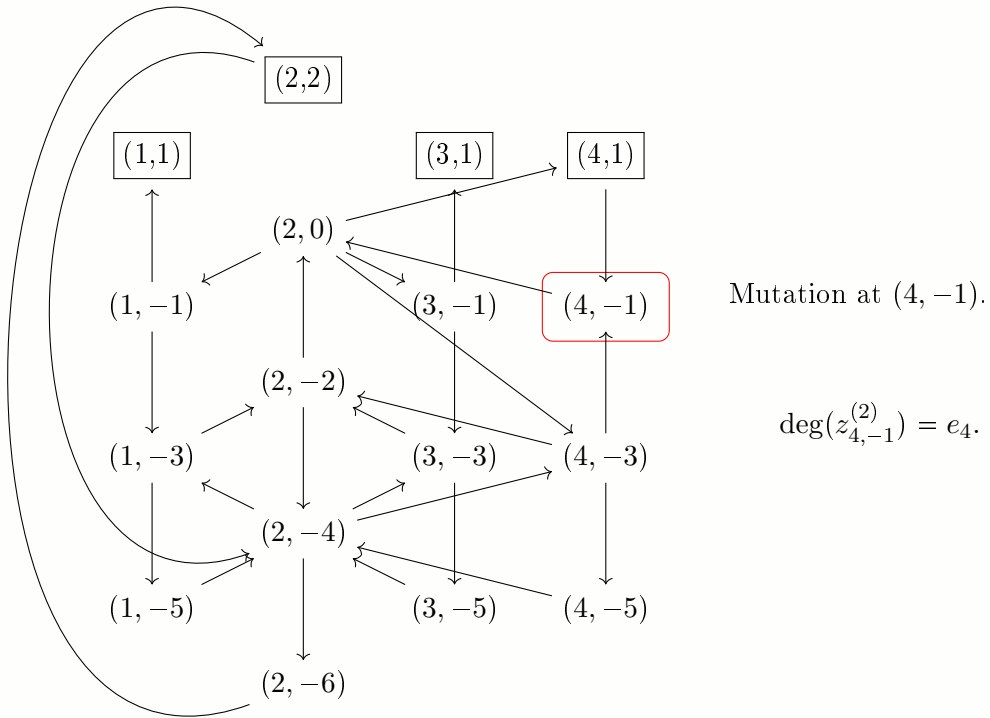 (2,2)
(1,1) (3,1) (4,1)
(2, 0)
(1, −1) (3, −1) (4, −1) Mutation at (4, −1).
(2, −2)
deg(z_{4,−1}^{(2)}) = e_4.
(1, −3) (3, −3) (4, −3)
(2, −4)
(1, −5) (3, −5) (4, −5)
(2, −6)